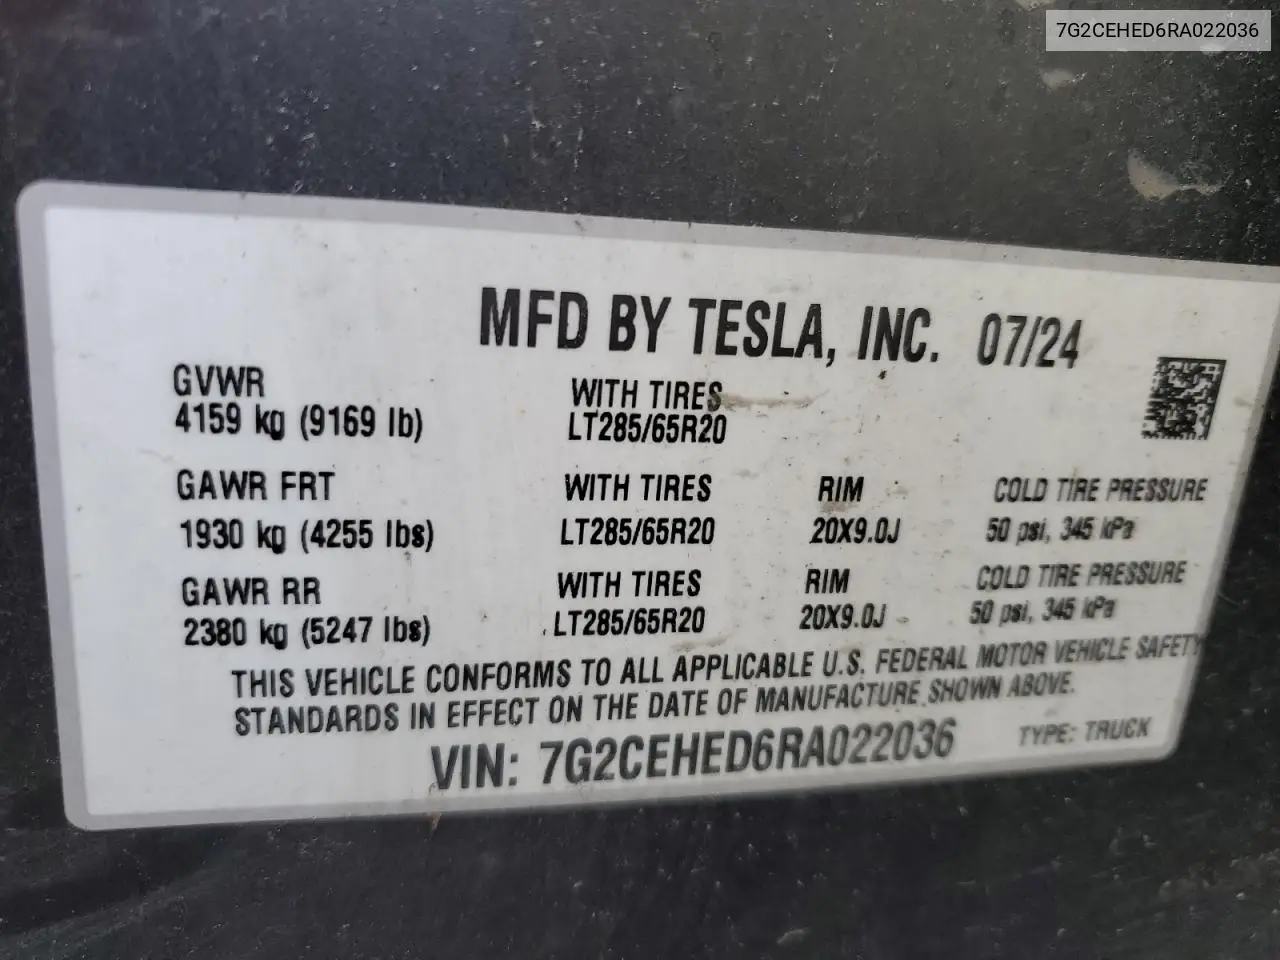 7G2CEHED6RA022036
MFD BY TESLA, INC. 07/24
GVWR WITH TIRES
4159 kg (9169 lb) LT285/65R20
GAWR FRT WITH TIRES RIM COLD TIRE PRESSURE
1930 kg (4255 lbs) LT285/65R20 20X9.0J 50 psi, 345 kPa
GAWR RR WITH TIRES RIM COLD TIRE PRESSURE
2380 kg (5247 lbs) LT285/65R20 20X9.0J 50 psi, 345 kPa
THIS VEHICLE CONFORMS TO ALL APPLICABLE U.S. FEDERAL MOTOR VEHICLE SAFETY
STANDARDS IN EFFECT ON THE DATE OF MANUFACTURE SHOWN ABOVE.
VIN: 7G2CEHED6RA022036 TYPE: TRUCK